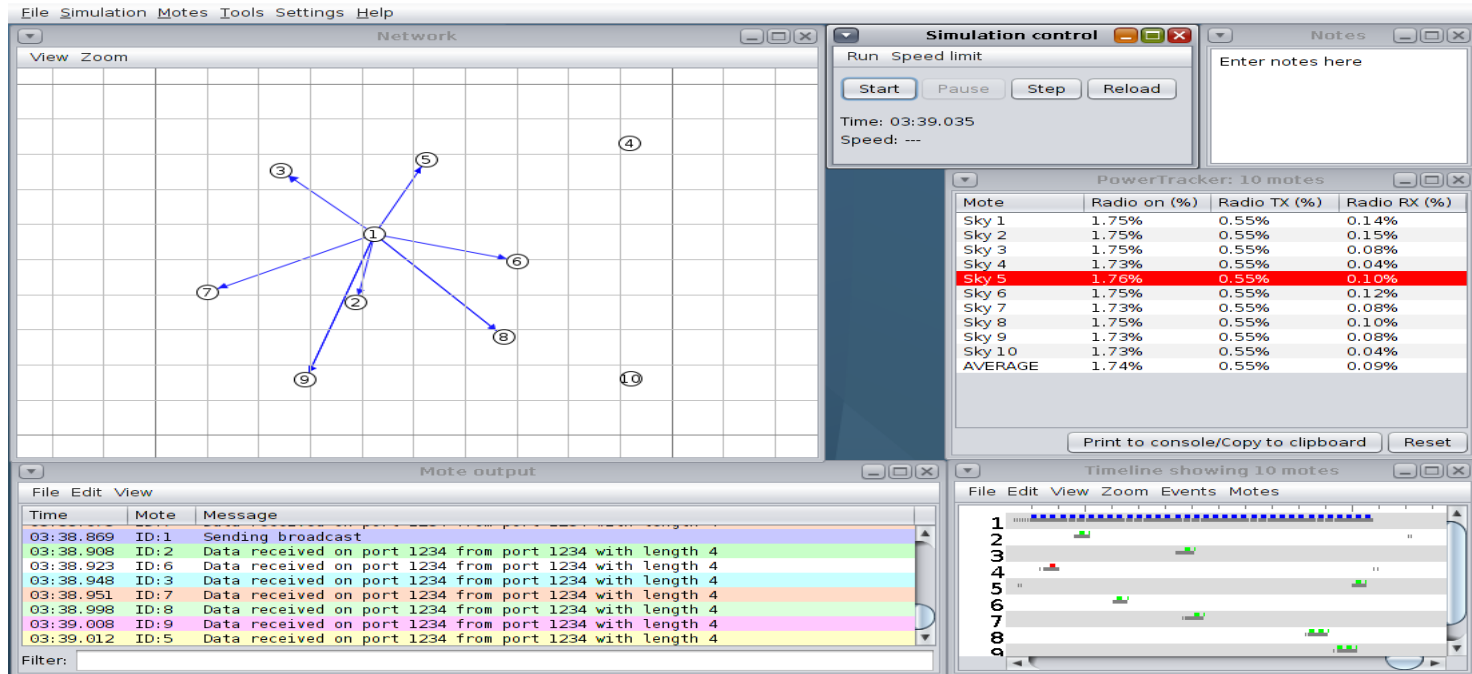 File Simulation Motes Tools Settings Help
Network
View Zoom
3
5
4
1
6
7
2
8
9
10
Simulation control
Run Speed limit
Start Pause Step Reload
Time: 03:39.035
Speed: ---
Notes
Enter notes here
PowerTracker: 10 motes
Mote Radio on (%) Radio TX (%) Radio RX (%)
Sky 1 1.75% 0.55% 0.14%
Sky 2 1.75% 0.55% 0.15%
Sky 3 1.75% 0.55% 0.08%
Sky 4 1.73% 0.55% 0.04%
Sky 5 1.76% 0.55% 0.10%
Sky 6 1.75% 0.55% 0.12%
Sky 7 1.73% 0.55% 0.08%
Sky 8 1.75% 0.55% 0.10%
Sky 9 1.73% 0.55% 0.08%
Sky 10 1.73% 0.55% 0.04%
AVERAGE 1.74% 0.55% 0.09%
Print to console/Copy to clipboard Reset
Mote output
File Edit View
Time Mote Message
03:38.869 ID:1 Sending broadcast
03:38.908 ID:2 Data received on port 1234 from port 1234 with length 4
03:38.923 ID:6 Data received on port 1234 from port 1234 with length 4
03:38.948 ID:3 Data received on port 1234 from port 1234 with length 4
03:38.951 ID:7 Data received on port 1234 from port 1234 with length 4
03:38.998 ID:8 Data received on port 1234 from port 1234 with length 4
03:39.008 ID:9 Data received on port 1234 from port 1234 with length 4
03:39.012 ID:5 Data received on port 1234 from port 1234 with length 4
Filter:
Timeline showing 10 motes
File Edit View Zoom Events Motes
1
2
3
4
5
6
7
8
9